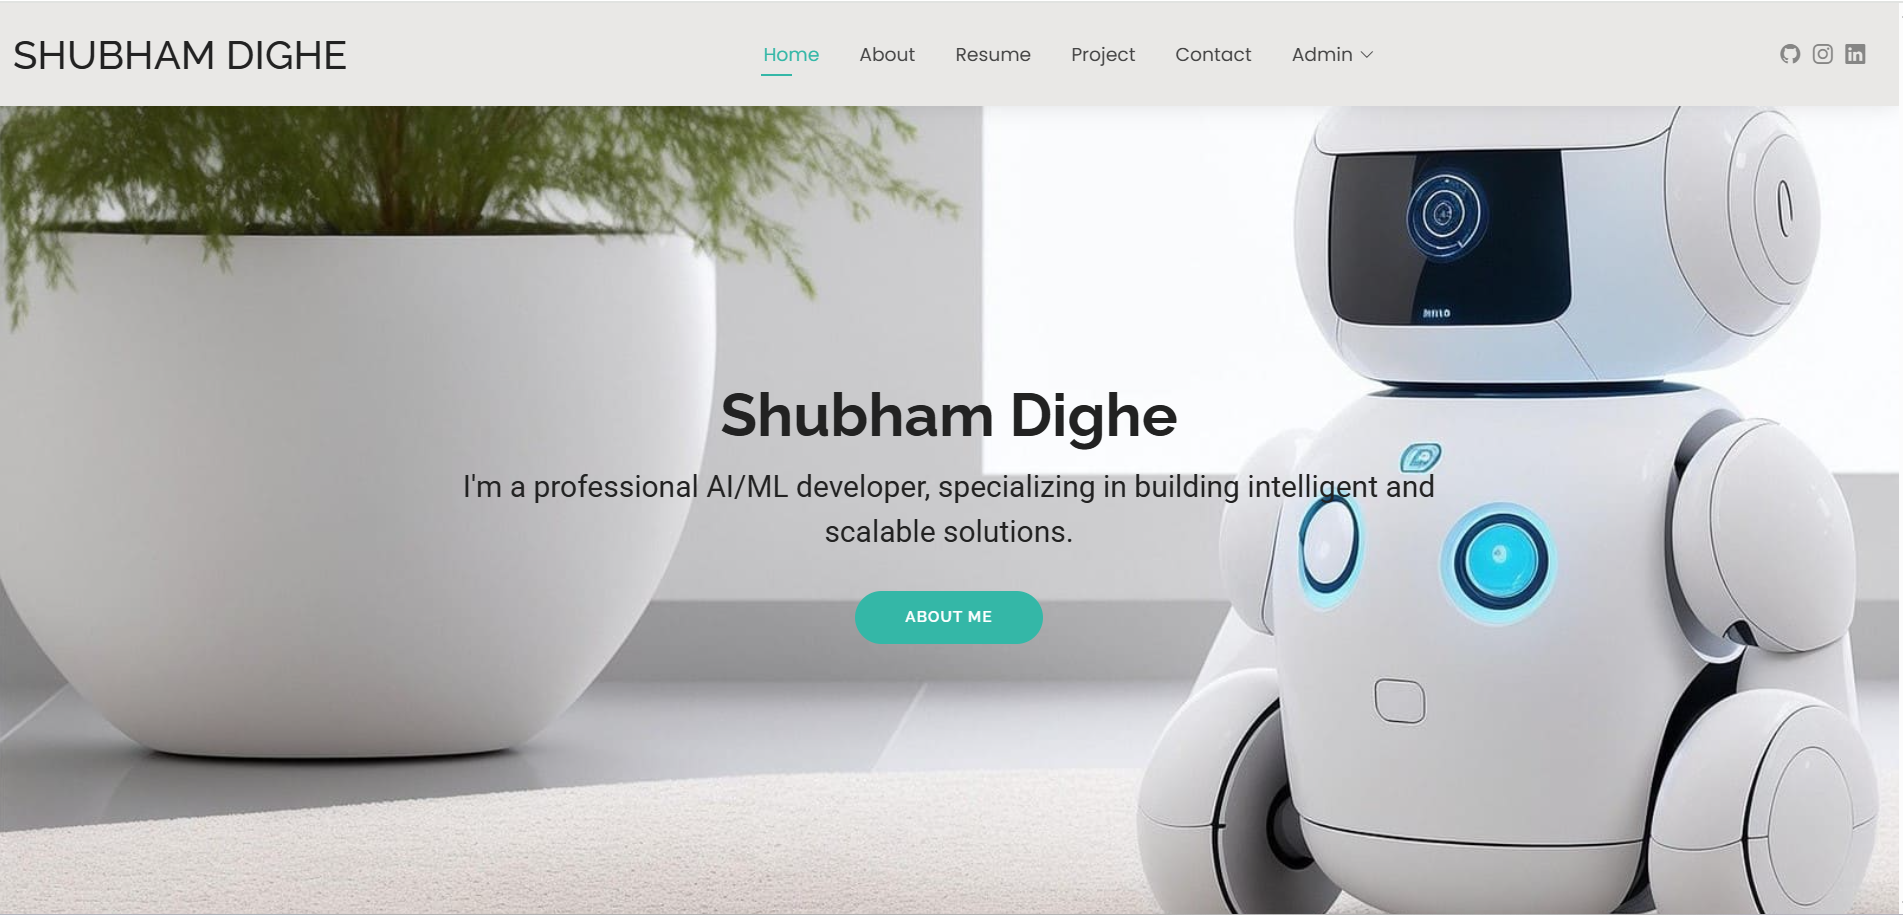 SHUBHAM DIGHE
Home About Resume Project Contact Admin
Shubham Dighe
I'm a professional AI/ML developer, specializing in building intelligent and
scalable solutions.
ABOUT ME